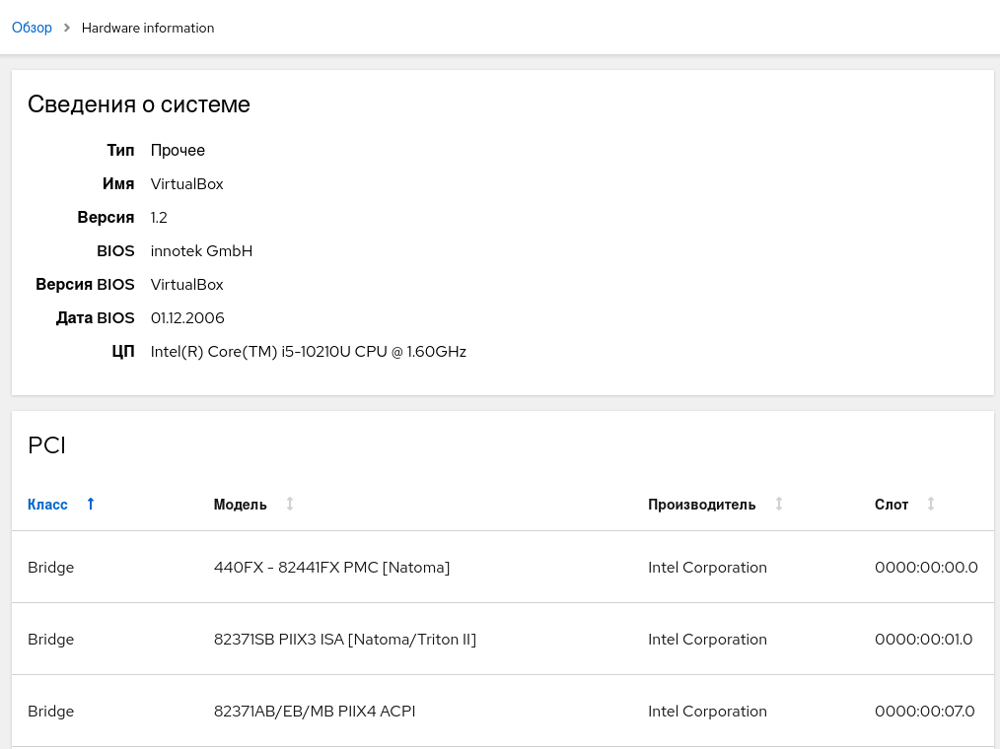 Обзор > Hardware information
Сведения о системе
Тип Прочее
Имя VirtualBox
Версия 1.2
BIOS innotek GmbH
Версия BIOS VirtualBox
Дата BIOS 01.12.2006
ЦП Intel(R) Core(TM) i5-10210U CPU @ 1.60GHz
PCI
Класс Модель Производитель Слот
Bridge 440FX - 82441FX PMC [Natoma] Intel Corporation 0000:00:00.0
Bridge 82371SB PIIX3 ISA [Natoma/Triton II] Intel Corporation 0000:00:01.0
Bridge 82371AB/EB/MB PIIX4 ACPI Intel Corporation 0000:00:07.0